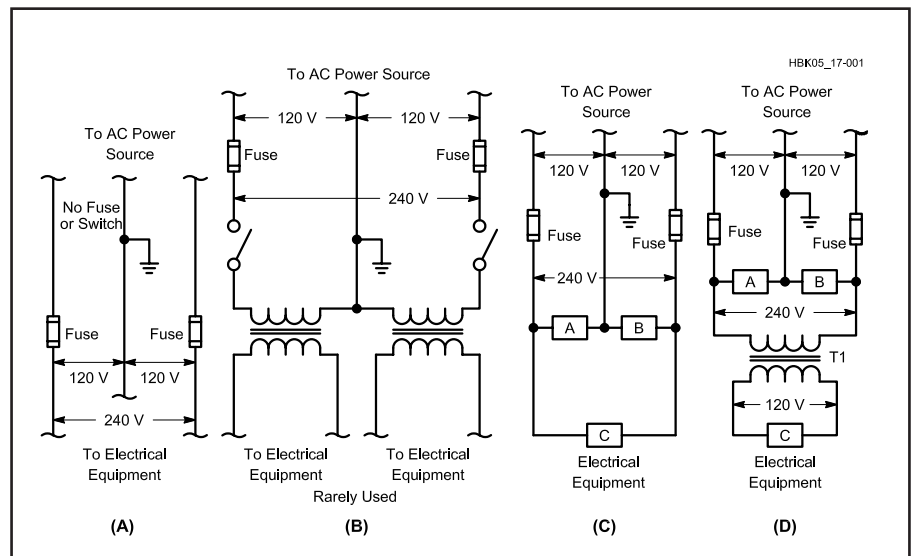 HBK05_17-001
To AC Power
Source
No Fuse
or Switch
Fuse
Fuse
120 V
120 V
240 V
To Electrical
Equipment
(A)
To AC Power Source
120 V
120 V
Fuse
Fuse
240 V
To Electrical
Equipment
To Electrical
Equipment
Rarely Used
(B)
To AC Power
Source
120 V
120 V
Fuse
Fuse
240 V
A
B
C
Electrical
Equipment
(C)
To AC Power
Source
120 V
120 V
Fuse
Fuse
A
B
240 V
T1
120 V
C
Electrical
Equipment
(D)